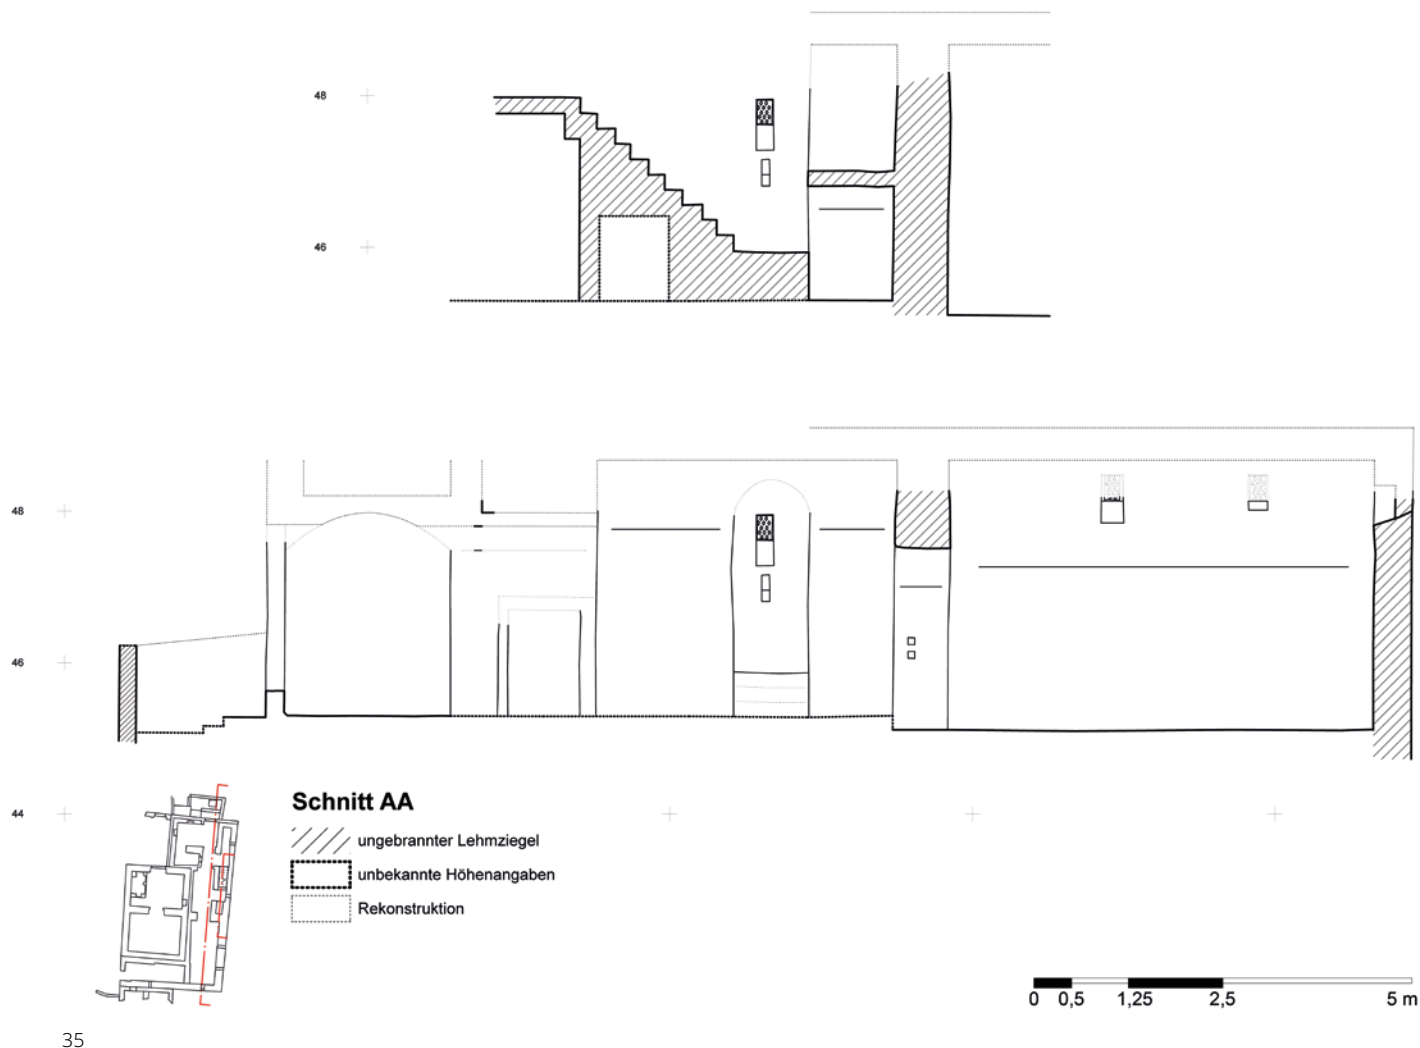 48
46
48
46
44
Schnitt AA
ungebrannter Lehmziegel
unbekannte Höhenangaben
Rekonstruktion
0 0,5 1,25 2,5 5 m
35